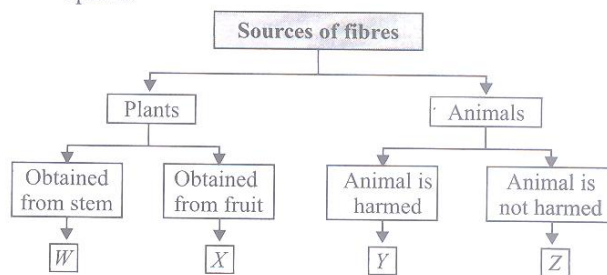 Sources of fibres
Plants
Animals
Obtained
from stem
Obtained
from fruit
Animal is
harmed
Animal is
not harmed
W
X
Y
Z